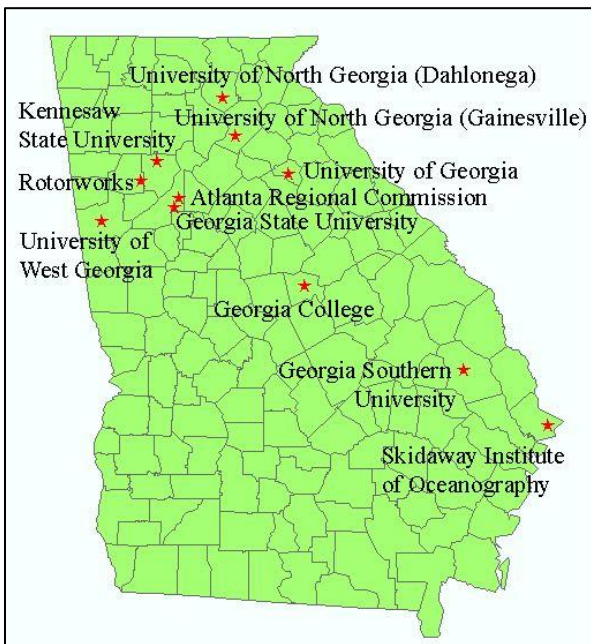 University of North Georgia (Dahlonega)
Kennesaw
State University
University of North Georgia (Gainesville)
University of Georgia
Rotorworks
Atlanta Regional Commission
Georgia State University
University of
West Georgia
Georgia College
Georgia Southern
University
Skidaway Institute
of Oceanography